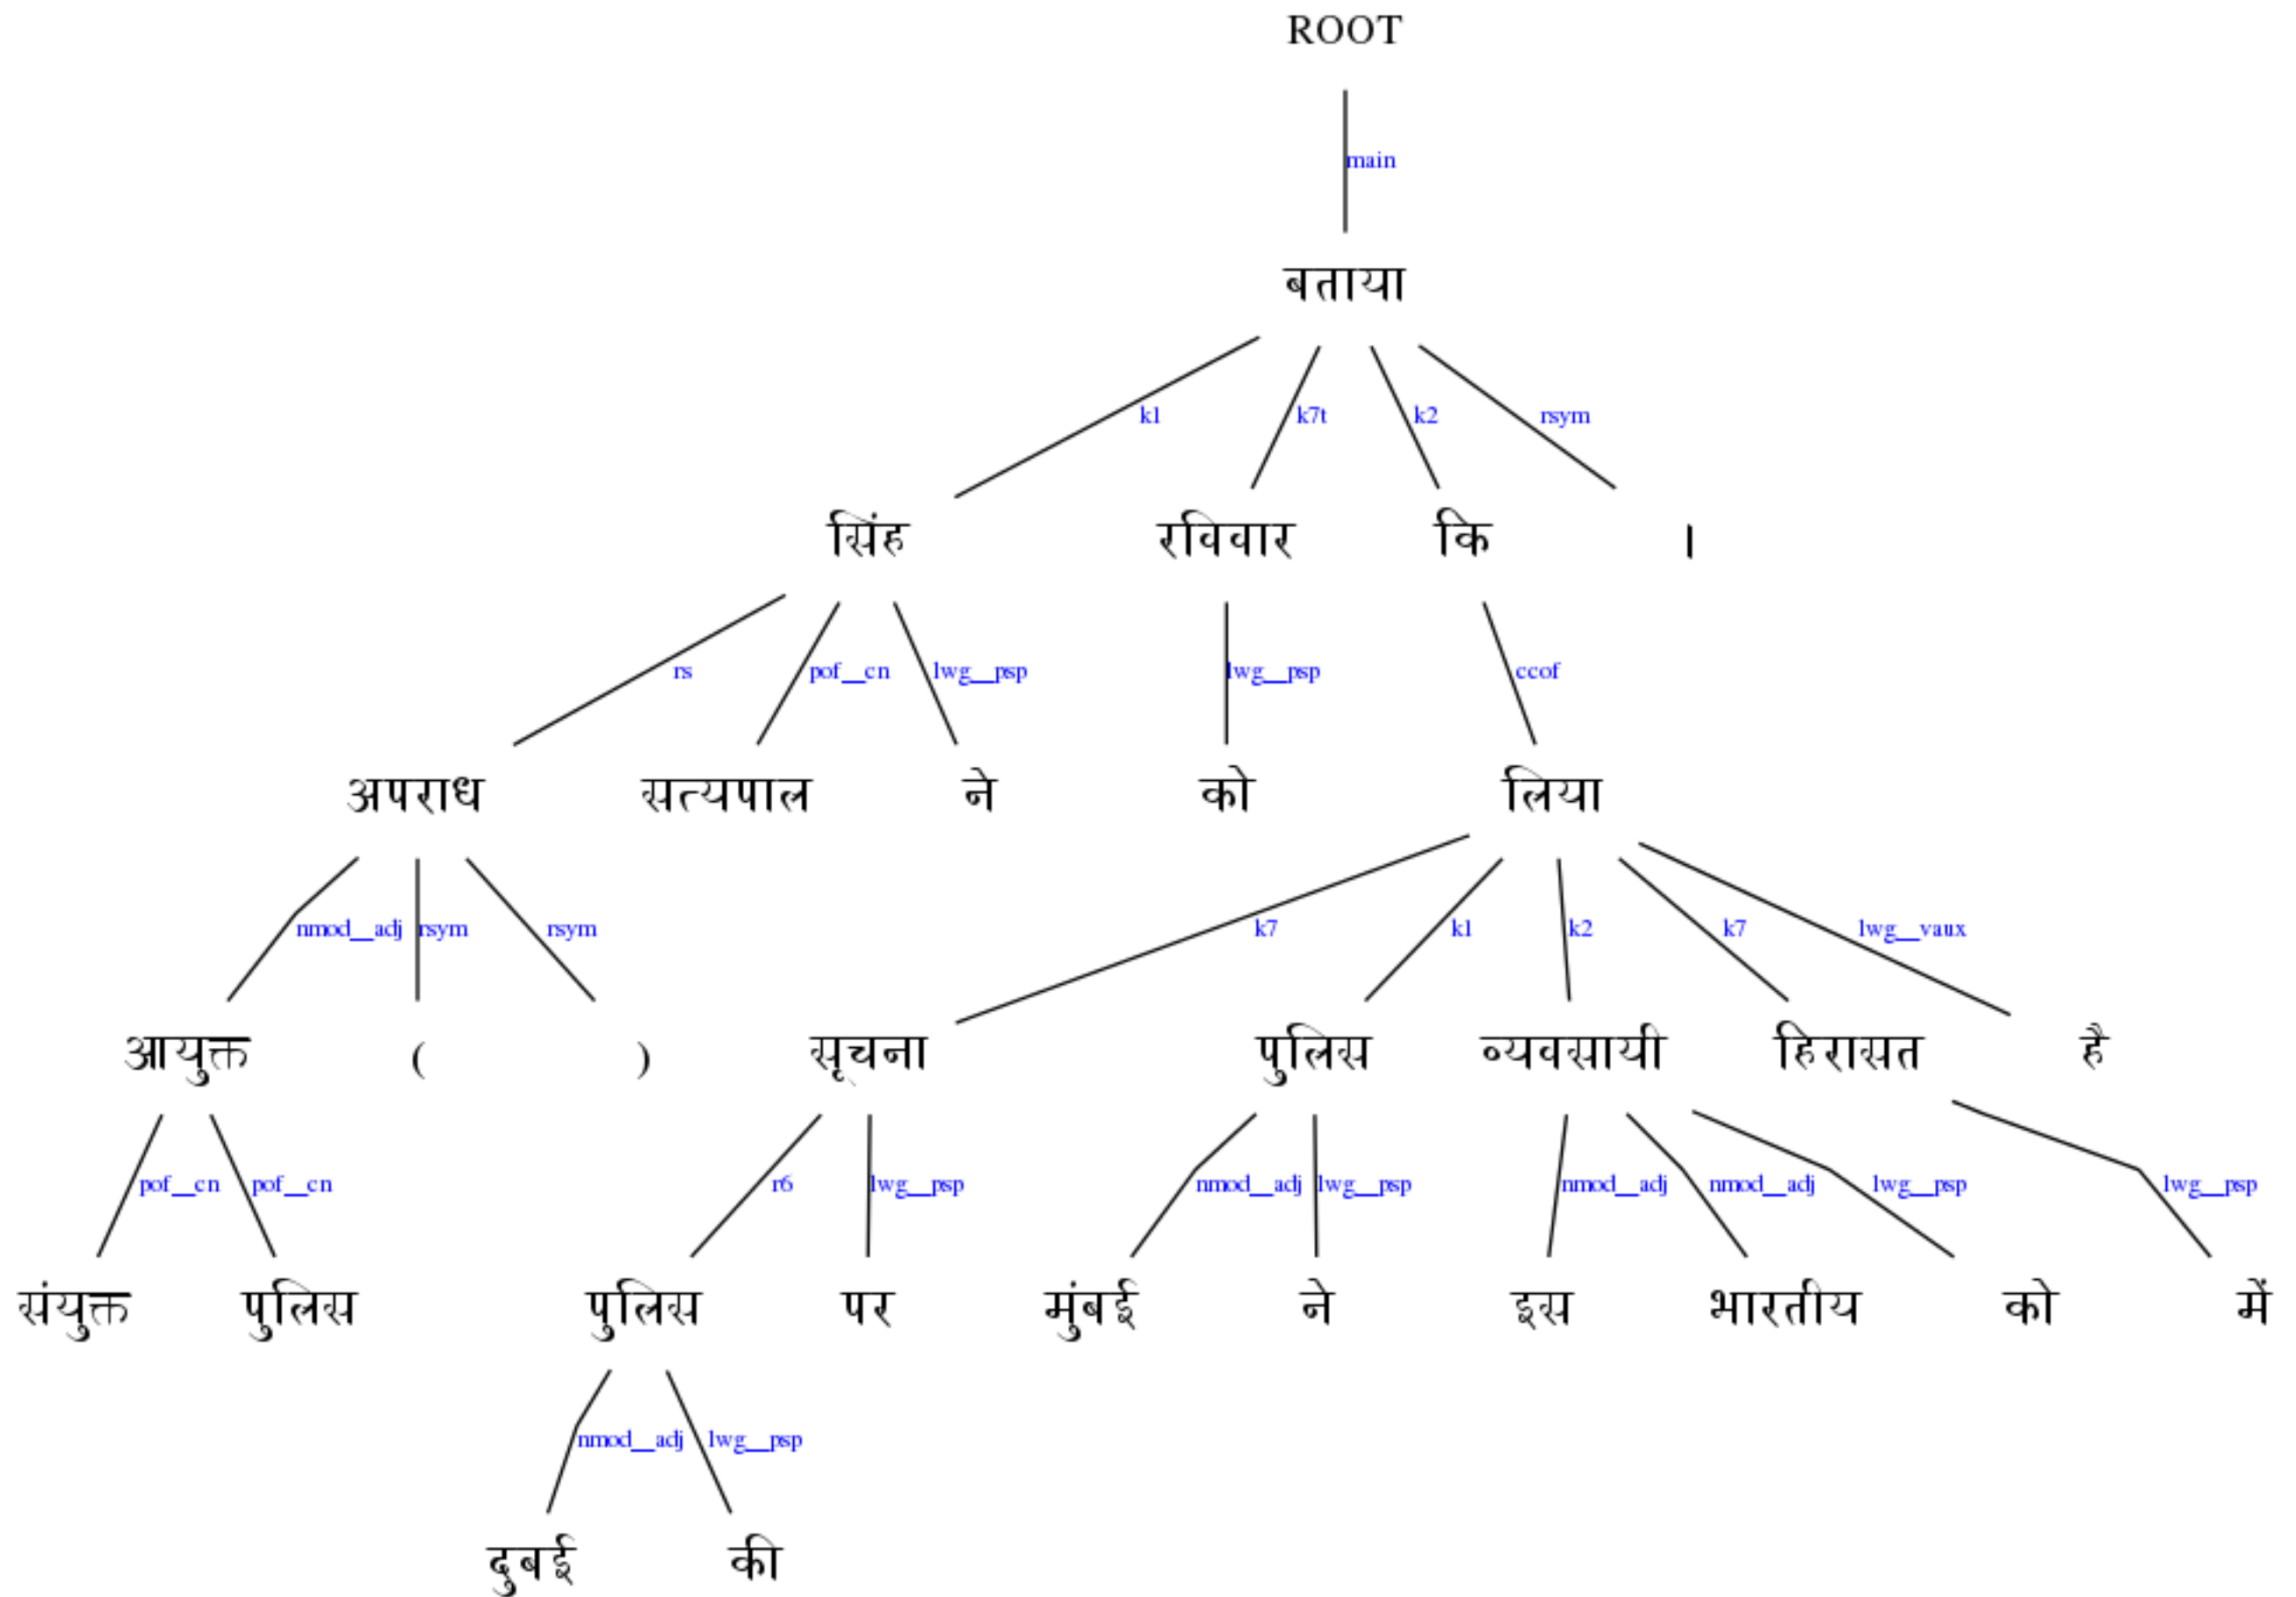 ROOT
main
बताया
k1 k7t k2 rsym
सिंह रविवार कि ।
rs pof__cn lwg__psp lwg__psp ccof
अपराध सत्यपाल ने को लिया
nmod__adj rsym rsym k7 k1 k2 k7 lwg__vaux
आयुक्त ( ) सूचना पुलिस व्यवसायी हिरासत है
pof__cn pof__cn r6 lwg__psp nmod__adj lwg__psp nmod__adj nmod__adj lwg__psp lwg__psp
संयुक्त पुलिस पुलिस पर मुंबई ने इस भारतीय को में
nmod__adj lwg__psp
दुबई की